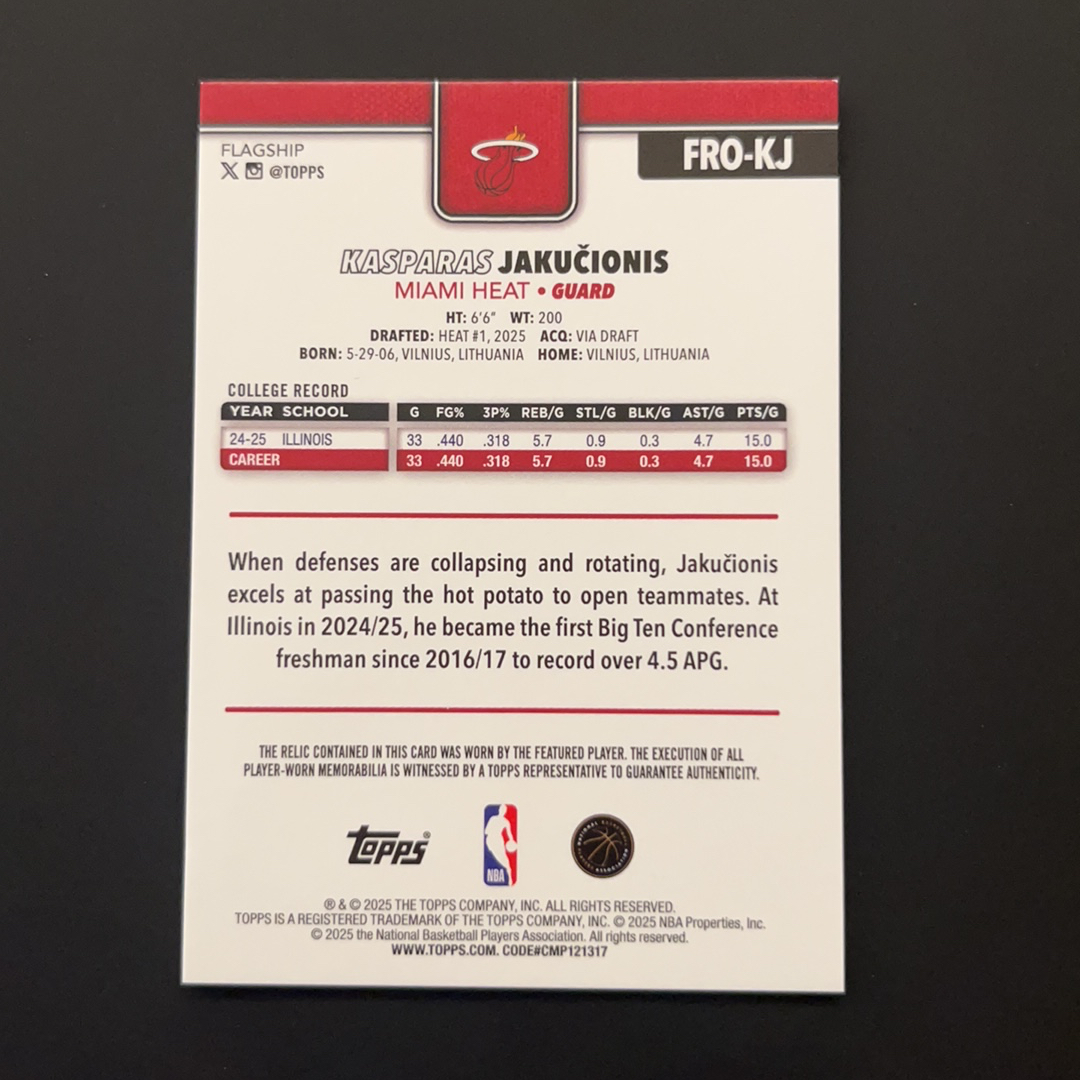 FLAGSHIP
@TOPPS
FRO-KJ
KASPARAS JAKUČIONIS
MIAMI HEAT • GUARD
HT: 6'6" WT: 200
DRAFTED: HEAT #1, 2025 ACQ: VIA DRAFT
BORN: 5-29-06, VILNIUS, LITHUANIA HOME: VILNIUS, LITHUANIA
COLLEGE RECORD
YEAR SCHOOL G FG% 3P% REB/G STL/G BLK/G AST/G PTS/G
24-25 ILLINOIS 33 .440 .318 5.7 0.9 0.3 4.7 15.0
CAREER 33 .440 .318 5.7 0.9 0.3 4.7 15.0
When defenses are collapsing and rotating, Jakučionis
excels at passing the hot potato to open teammates. At
Illinois in 2024/25, he became the first Big Ten Conference
freshman since 2016/17 to record over 4.5 APG.
THE RELIC CONTAINED IN THIS CARD WAS WORN BY THE FEATURED PLAYER. THE EXECUTION OF ALL
PLAYER-WORN MEMORABILIA IS WITNESSED BY A TOPPS REPRESENTATIVE TO GUARANTEE AUTHENTICITY.
topps®
NBA
® & © 2025 THE TOPPS COMPANY, INC. ALL RIGHTS RESERVED.
TOPPS IS A REGISTERED TRADEMARK OF THE TOPPS COMPANY, INC. © 2025 NBA Properties, Inc.
© 2025 the National Basketball Players Association. All rights reserved.
WWW.TOPPS.COM. CODE#CMP121317